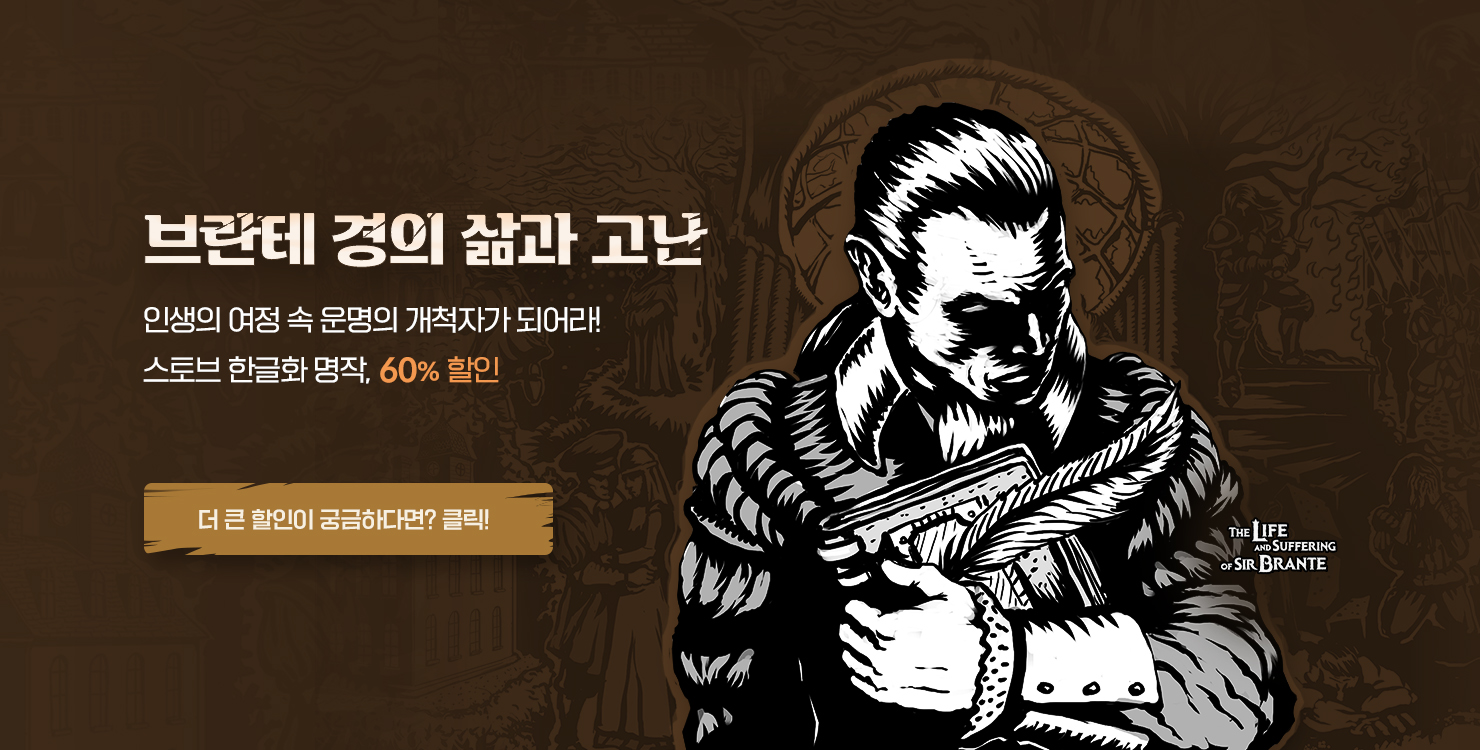 브란테 경의 삶과 고난
인생의 여정 속 운명의 개척자가 되어라!
스토브 한글화 명작, 60% 할인
더 큰 할인이 궁금하다면? 클릭!
THE LIFE
AND SUFFERING
OF SIR BRANTE